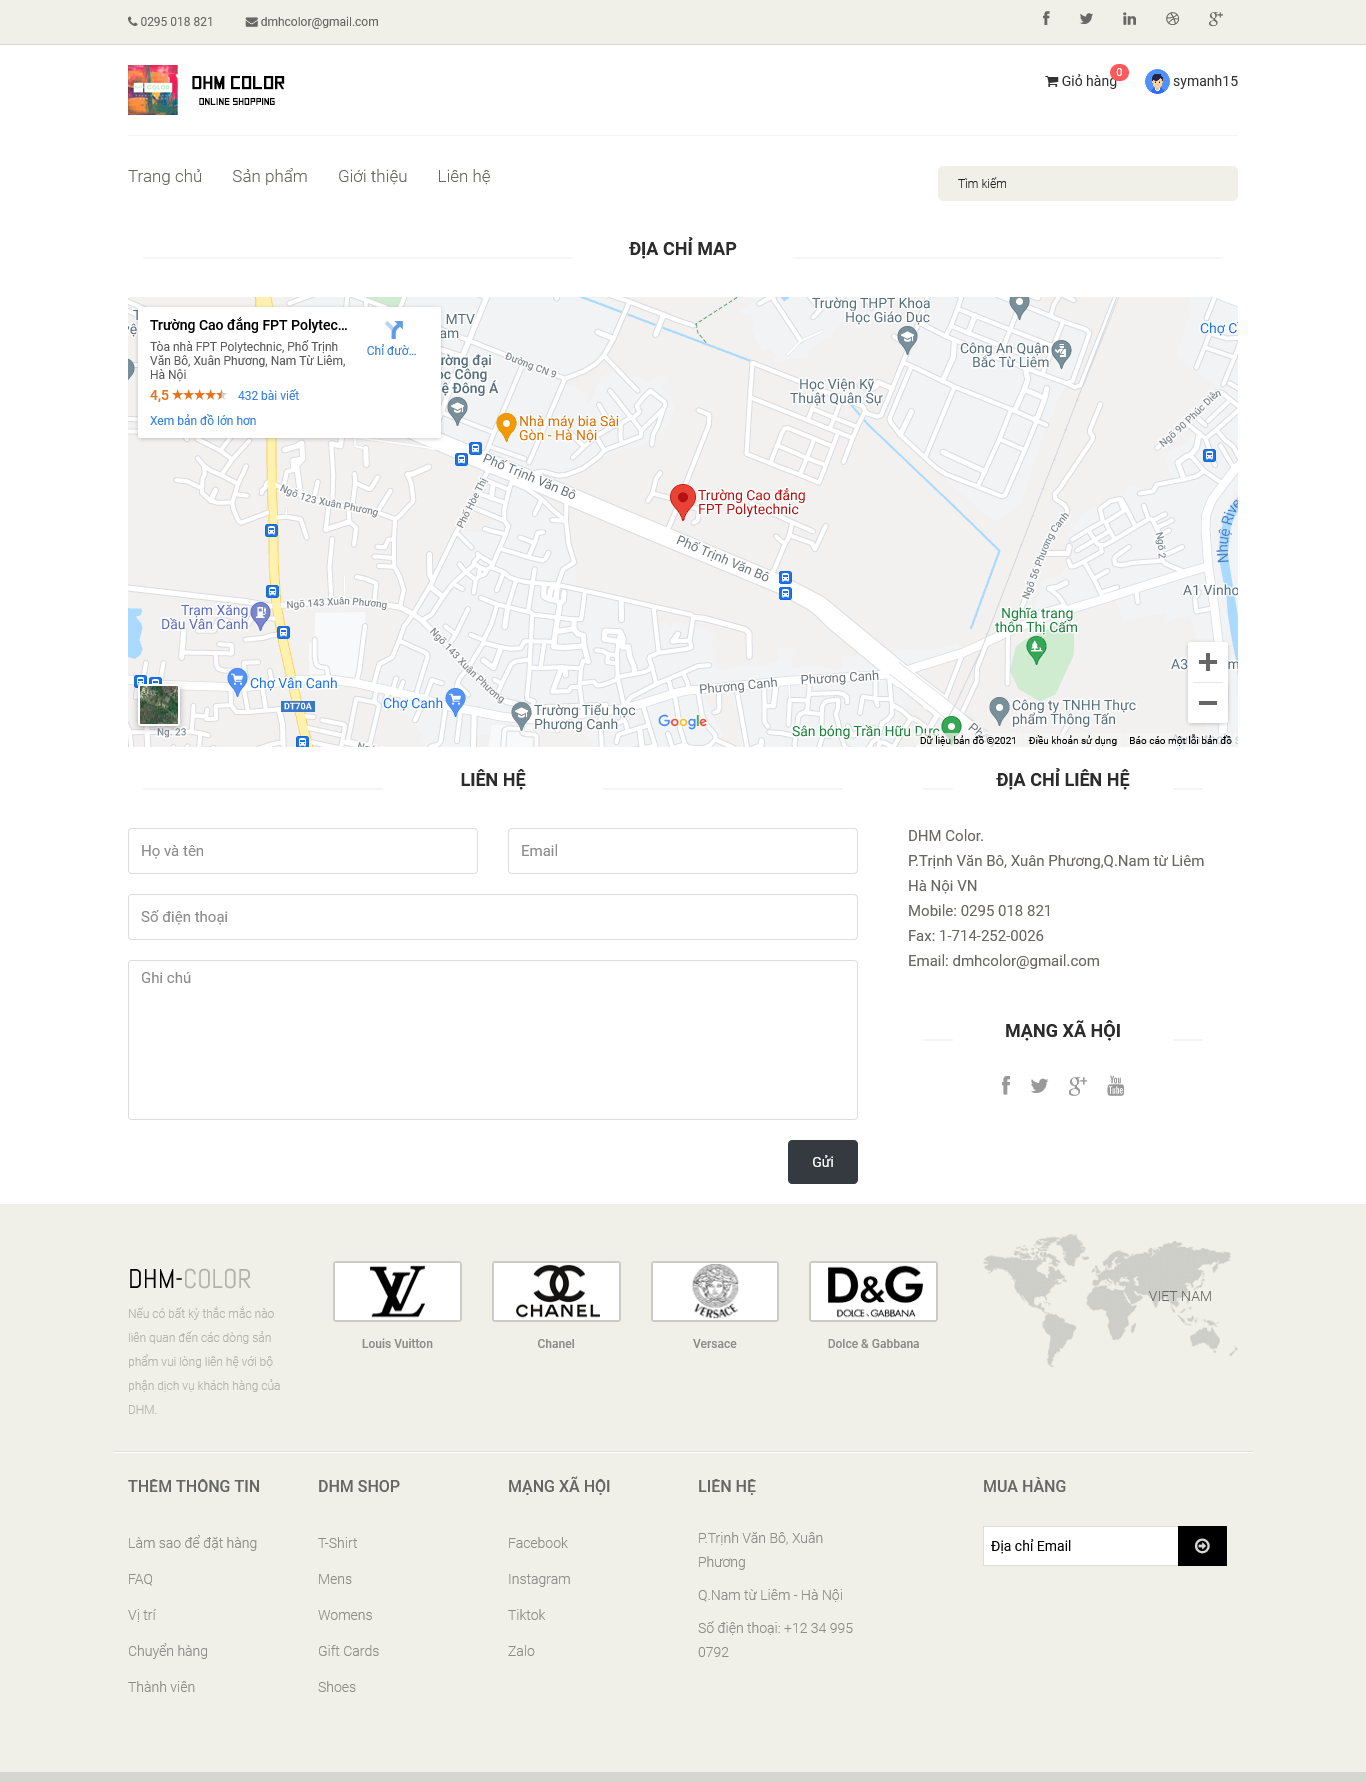 0295 018 821
dmhcolor@gmail.com
DHM COLOR
ONLINE SHOPPING
Giỏ hàng
0
symanh15
Trang chủ
Sản phẩm
Giới thiệu
Liên hệ
Tìm kiếm
ĐỊA CHỈ MAP
Trường Cao đẳng FPT Polytec...
Tòa nhà FPT Polytechnic, Phố Trịnh
Văn Bô, Xuân Phương, Nam Từ Liêm,
Hà Nội
4,5
432 bài viết
Xem bản đồ lớn hơn
Chỉ đườ...
MTV
Đường CN 9
Nhà máy bia Sài
Gòn - Hà Nội
Trường THPT Khoa
Học Giáo Dục
Công An Quận
Bắc Từ Liêm
Học Viện Kỹ
Thuật Quân Sự
Ngõ 90 Phúc Diễn
Phố Trịnh Văn Bô
Phố Hòe Thị
Ngõ 123 Xuân Phương
Trường Cao đẳng
FPT Polytechnic
Phố Trịnh Văn Bô
Ngõ 56 Phương Canh
Ngõ 2
Trạm Xăng
Dầu Vân Canh
Ngõ 143 Xuân Phương
Ngõ 143 Xuân Phương
Nghĩa trang
thôn Thị Cấm
A1 Vinho
Chợ Vân Canh
DT70A
Chợ Canh
Trường Tiểu học
Phương Canh
Phương Canh
Phương Canh
Công ty TNHH Thực
phẩm Thông Tấn
Ng. 23
Google
Sân bóng Trần Hữu Dực
Dữ liệu bản đồ ©2021
Điều khoản sử dụng
Báo cáo một lỗi bản đồ
LIÊN HỆ
Họ và tên
Email
Số điện thoại
Ghi chú
Gửi
ĐỊA CHỈ LIÊN HỆ
DHM Color.
P.Trịnh Văn Bô, Xuân Phương,Q.Nam từ Liêm
Hà Nội VN
Mobile: 0295 018 821
Fax: 1-714-252-0026
Email: dmhcolor@gmail.com
MẠNG XÃ HỘI
DHM-COLOR
Nếu có bất kỳ thắc mắc nào
liên quan đến các dòng sản
phẩm vui lòng liên hệ với bộ
phận dịch vụ khách hàng của
DHM.
LV
CHANEL
VERSACE
D&G
DOLCE & GABBANA
Louis Vuitton
Chanel
Versace
Dolce & Gabbana
VIET NAM
THÊM THÔNG TIN
Làm sao để đặt hàng
FAQ
Vị trí
Chuyển hàng
Thành viên
DHM SHOP
T-Shirt
Mens
Womens
Gift Cards
Shoes
MẠNG XÃ HỘI
Facebook
Instagram
Tiktok
Zalo
LIÊN HỆ
P.Trịnh Văn Bô, Xuân
Phương
Q.Nam từ Liêm - Hà Nội
Số điện thoại: +12 34 995
0792
MUA HÀNG
Địa chỉ Email